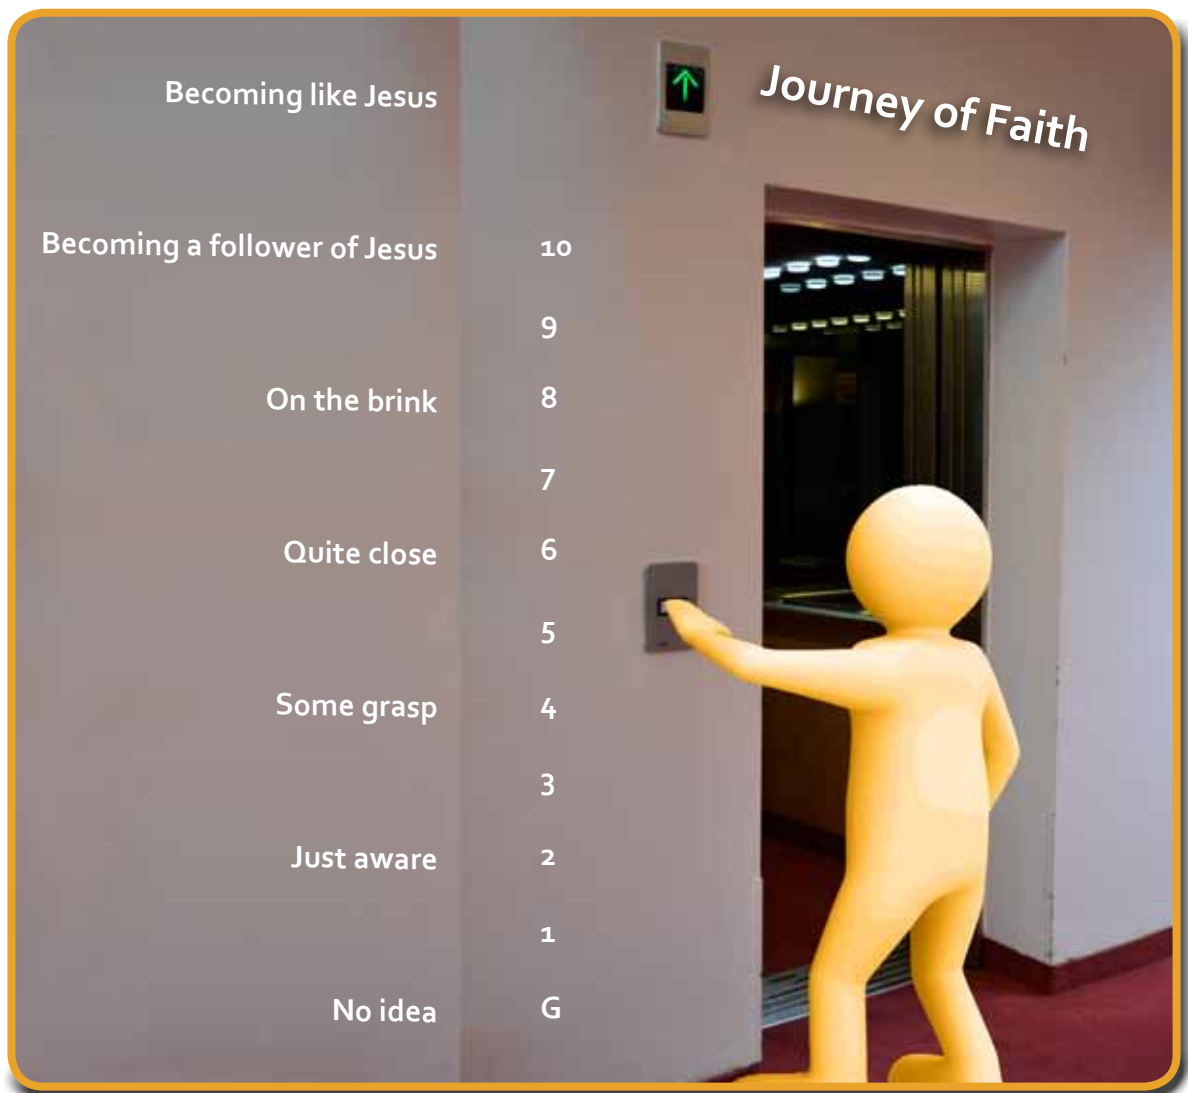 Journey of Faith
Becoming like Jesus
Becoming a follower of Jesus 10
9
On the brink 8
7
Quite close 6
5
Some grasp 4
3
Just aware 2
1
No idea G